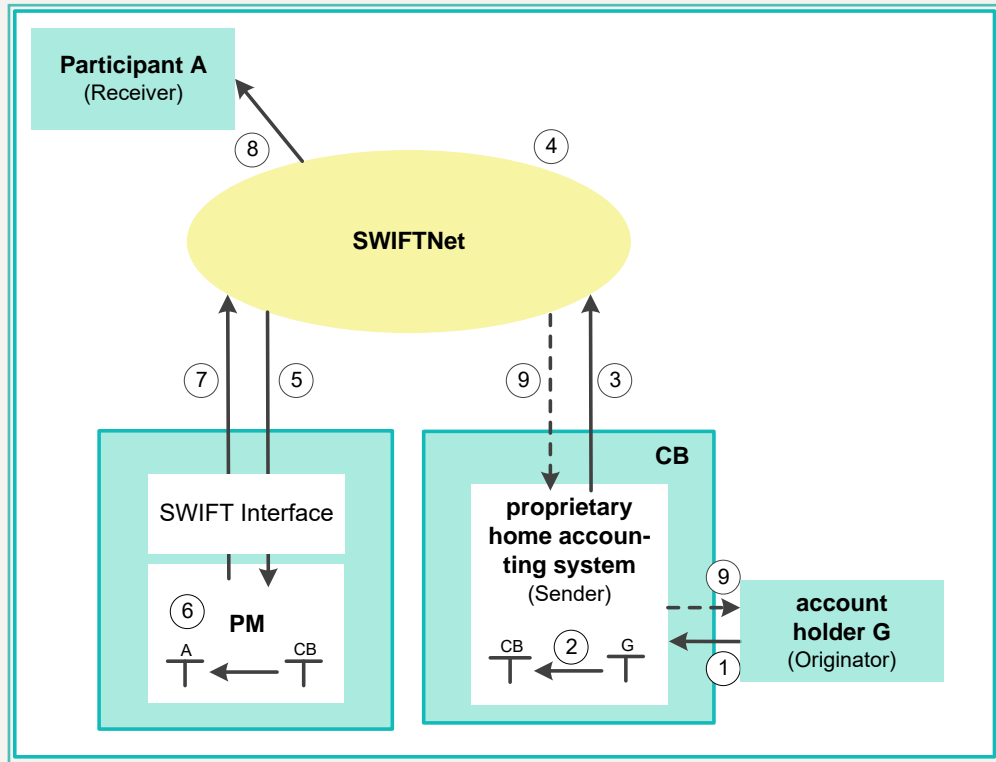 Participant A
(Receiver)
8
4
SWIFTNet
7
5
9
3
CB
SWIFT Interface
proprietary
home accoun-
ting system
(Sender)
6
PM
A
CB
CB
2
G
9
1
account
holder G
(Originator)